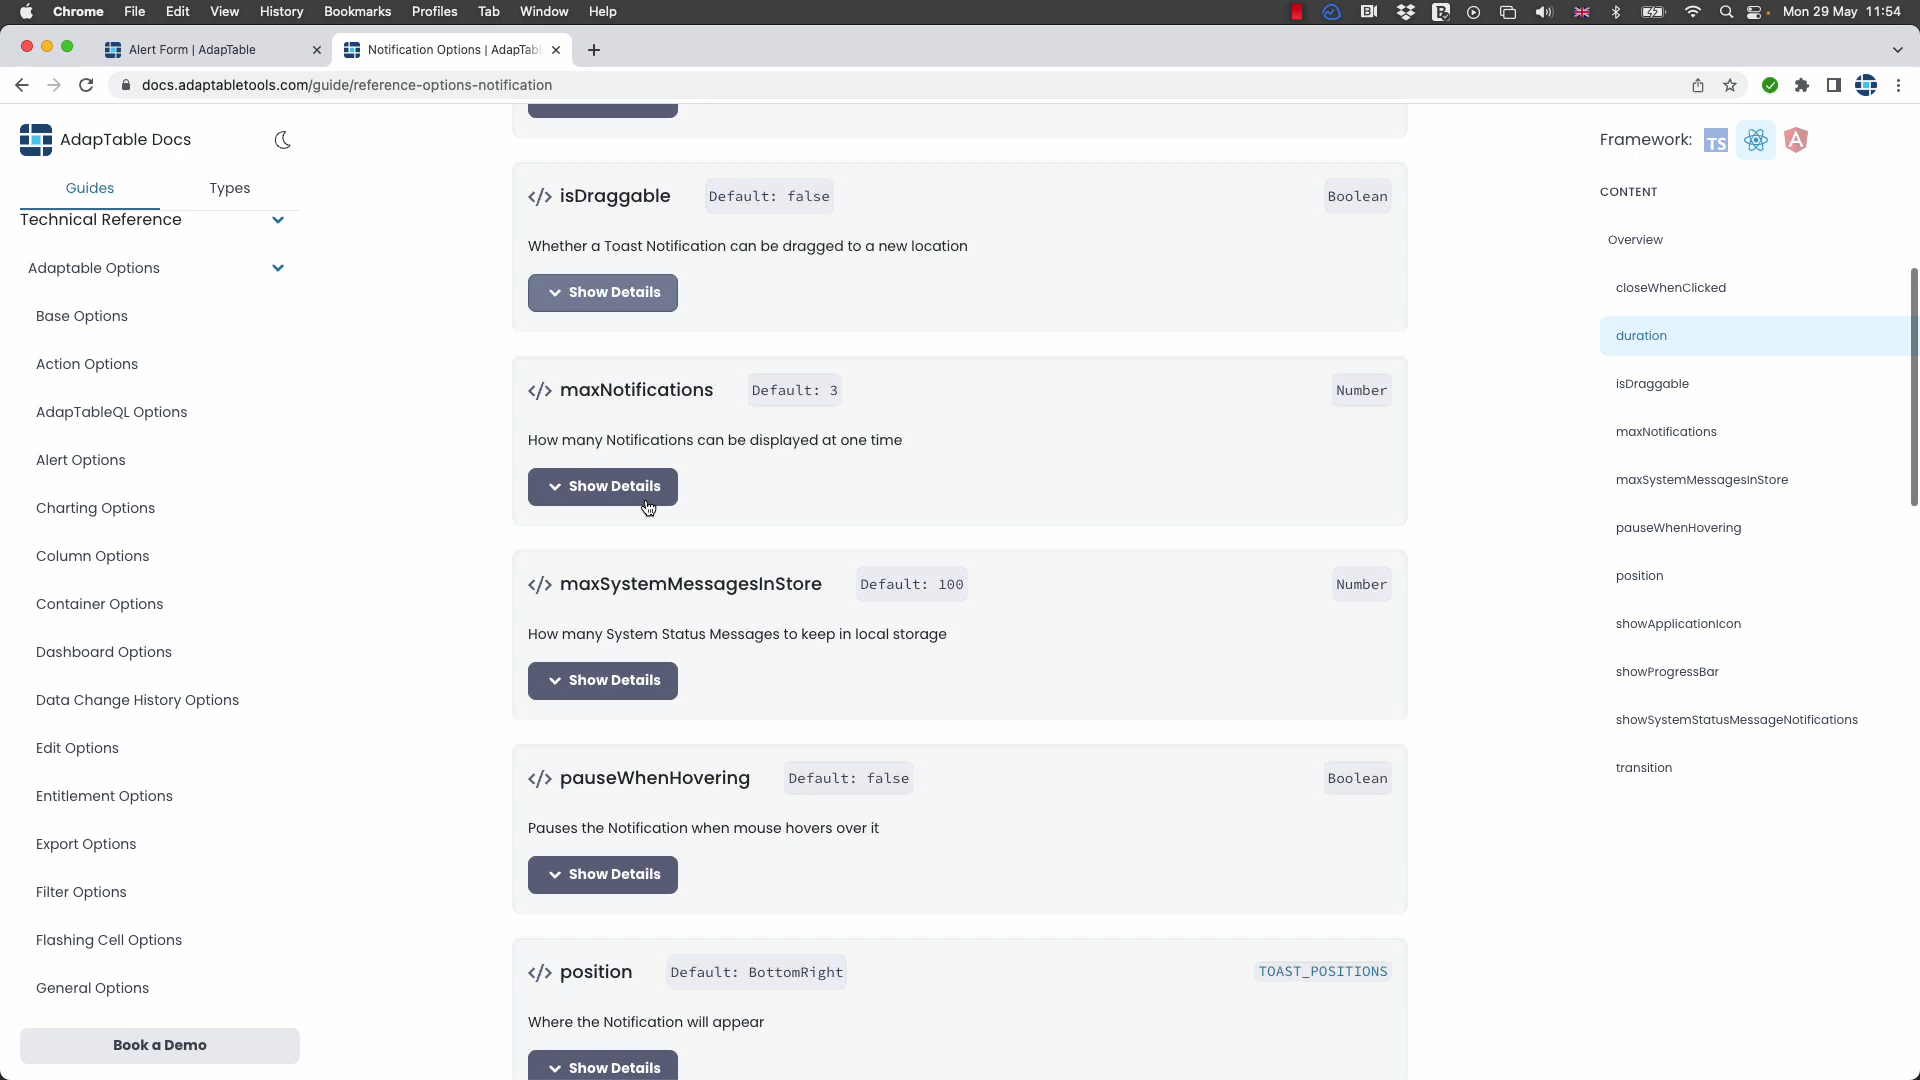 Chrome File Edit View History Bookmarks Profiles Tab Window Help Mon 29 May 11:54
Alert Form | AdapTable
Notification Options | AdapTab
docs.adaptabletools.com/guide/reference-options-notification
AdapTable Docs
Guides Types
Technical Reference
Adaptable Options
Base Options
Action Options
AdapTableQL Options
Alert Options
Charting Options
Column Options
Container Options
Dashboard Options
Data Change History Options
Edit Options
Entitlement Options
Export Options
Filter Options
Flashing Cell Options
General Options
Book a Demo
</> isDraggable Default: false Boolean
Whether a Toast Notification can be dragged to a new location
Show Details
</> maxNotifications Default: 3 Number
How many Notifications can be displayed at one time
Show Details
</> maxSystemMessagesInStore Default: 100 Number
How many System Status Messages to keep in local storage
Show Details
</> pauseWhenHovering Default: false Boolean
Pauses the Notification when mouse hovers over it
Show Details
</> position Default: BottomRight TOAST_POSITIONS
Where the Notification will appear
Show Details
Framework: TS A
CONTENT
Overview
closeWhenClicked
duration
isDraggable
maxNotifications
maxSystemMessagesInStore
pauseWhenHovering
position
showApplicationIcon
showProgressBar
showSystemStatusMessageNotifications
transition